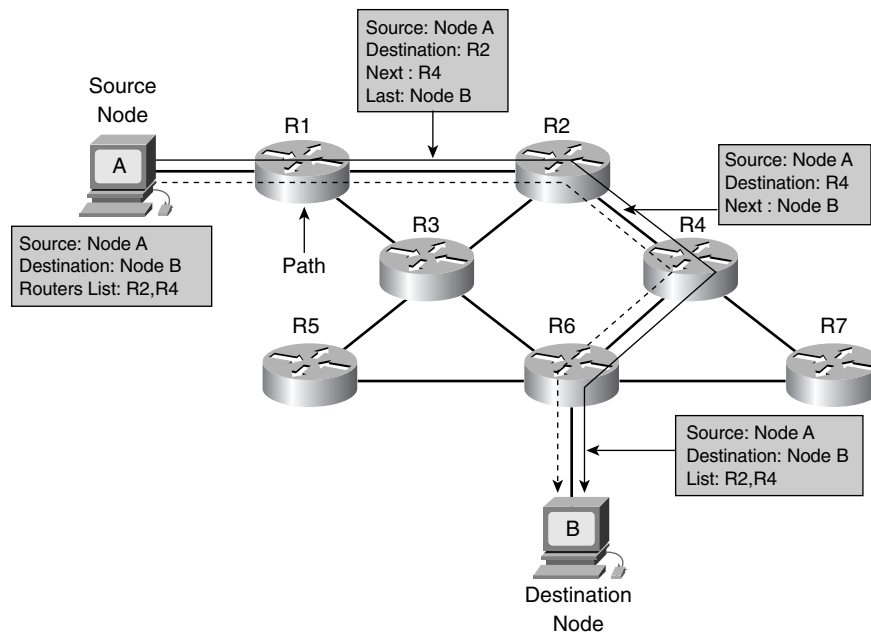 Source: Node A
Destination: R2
Next : R4
Last: Node B
Source
Node
A
R1
R2
Source: Node A
Destination: R4
Next : Node B
Source: Node A
Destination: Node B
Routers List: R2,R4
Path
R3
R4
R5
R6
R7
Source: Node A
Destination: Node B
List: R2,R4
B
Destination
Node